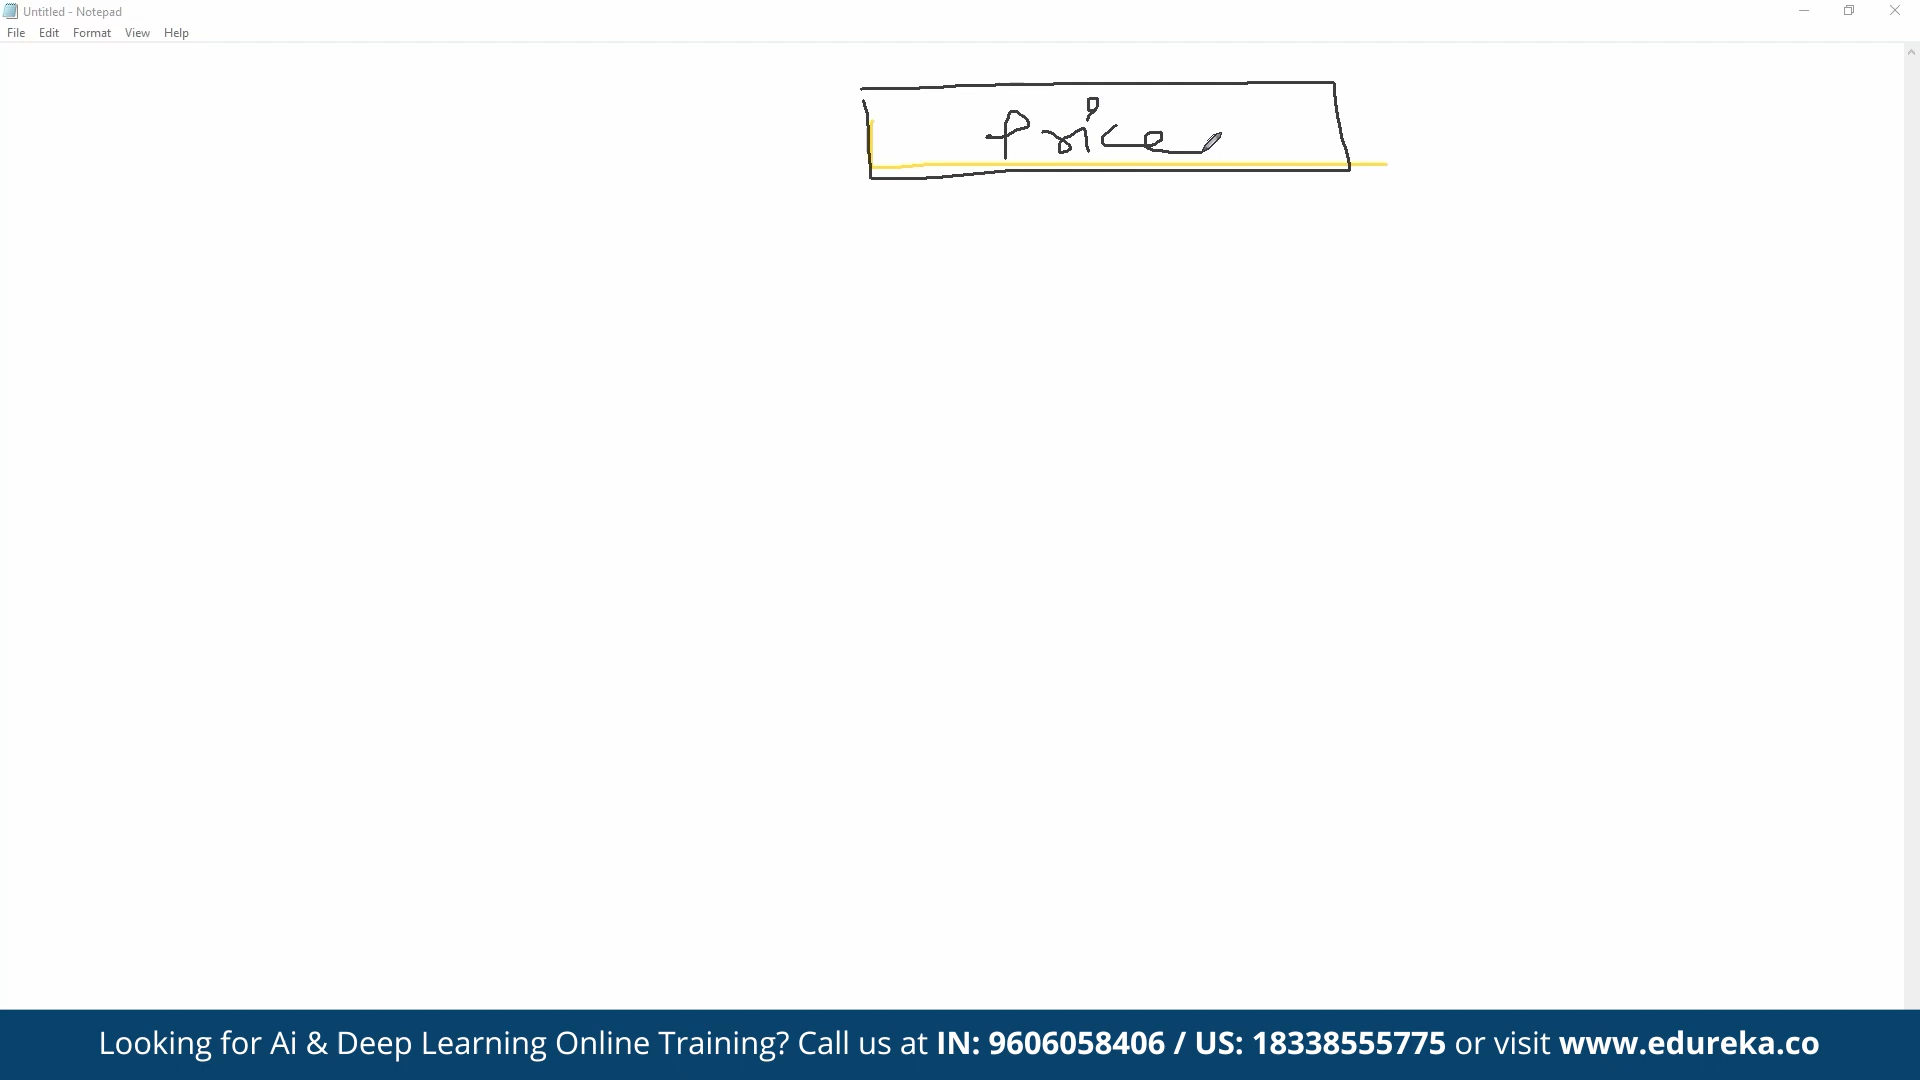 Untitled - Notepad
File Edit Format View Help
Price
Looking for Ai & Deep Learning Online Training? Call us at IN: 9606058406 / US: 18338555775 or visit www.edureka.co